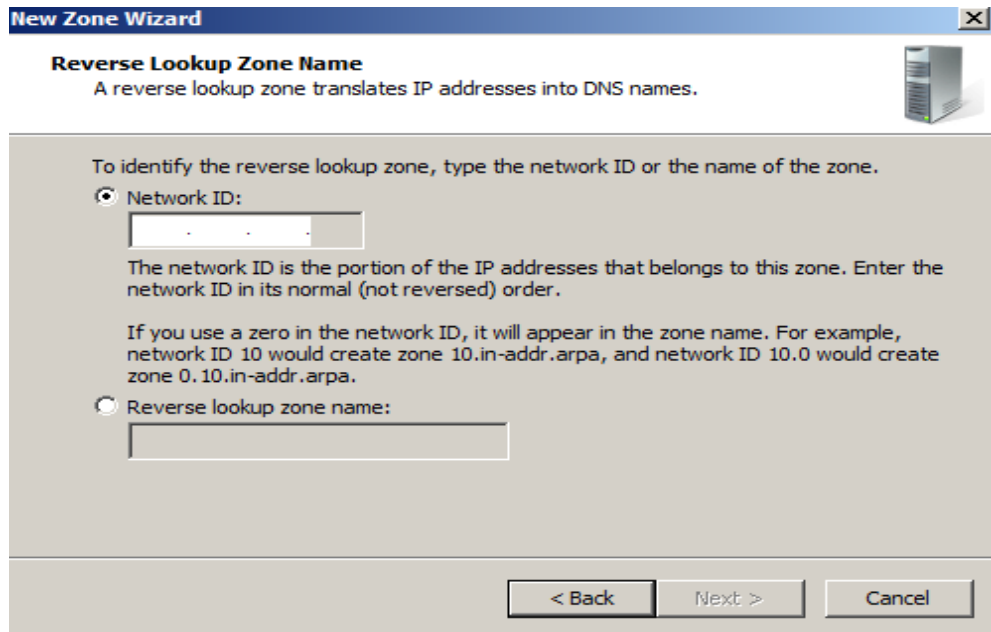 New Zone Wizard
Reverse Lookup Zone Name
A reverse lookup zone translates IP addresses into DNS names.
To identify the reverse lookup zone, type the network ID or the name of the zone.
Network ID:
. . .
The network ID is the portion of the IP addresses that belongs to this zone. Enter the
network ID in its normal (not reversed) order.
If you use a zero in the network ID, it will appear in the zone name. For example,
network ID 10 would create zone 10.in-addr.arpa, and network ID 10.0 would create
zone 0.10.in-addr.arpa.
Reverse lookup zone name:
< Back Next > Cancel